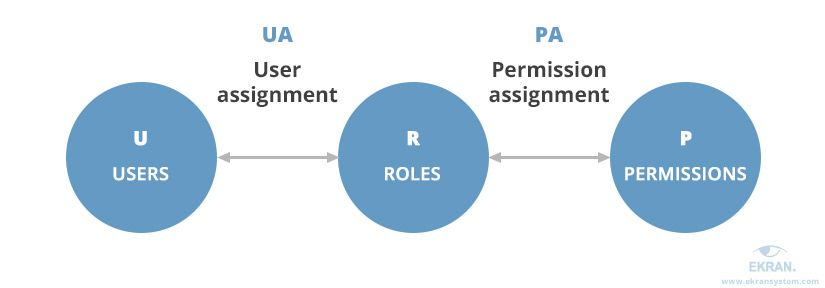 UA
User
assignment
PA
Permission
assignment
U
USERS
R
ROLES
P
PERMISSIONS
EKRAN.
www.ekransystem.com